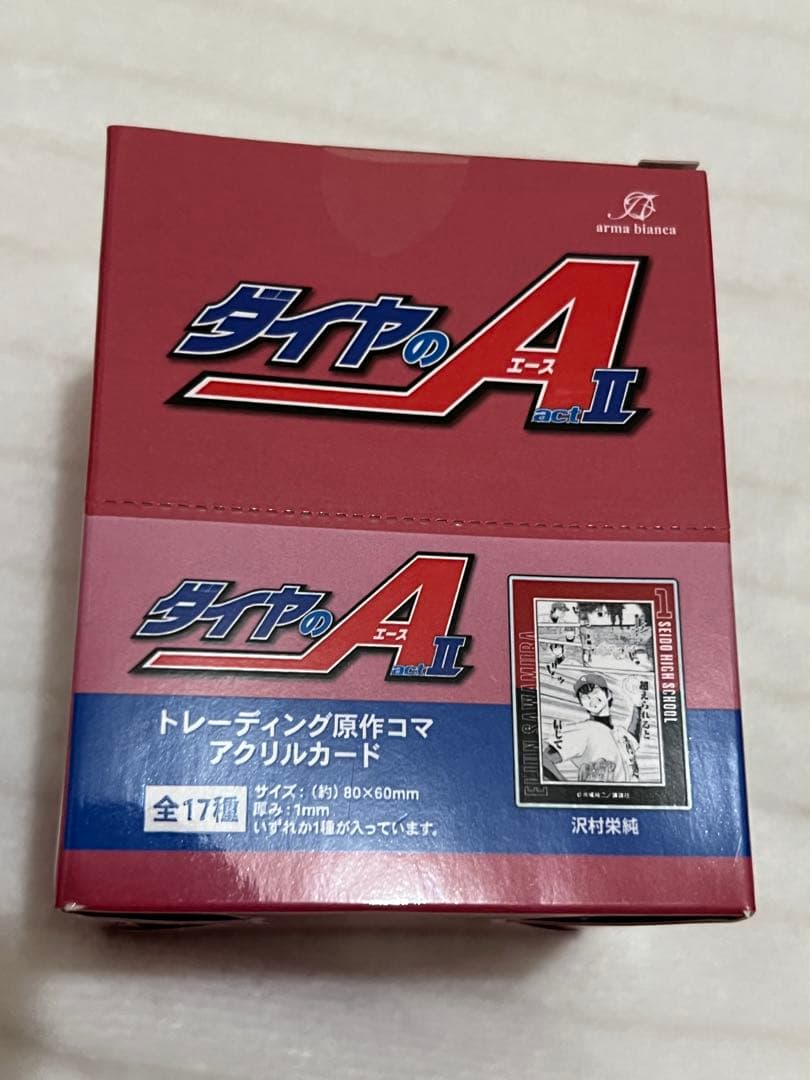 arma bianca
ダイヤのA
エース
act II
ダイヤのA
エース
act II
トレーディング原作コマ
アクリルカード
全17種
サイズ:(約)80×60mm
厚み:1mm
いずれか1種が入っています。
EIJUN SAWAMURA
1 SEIDO HIGH SCHOOL
沢村栄純